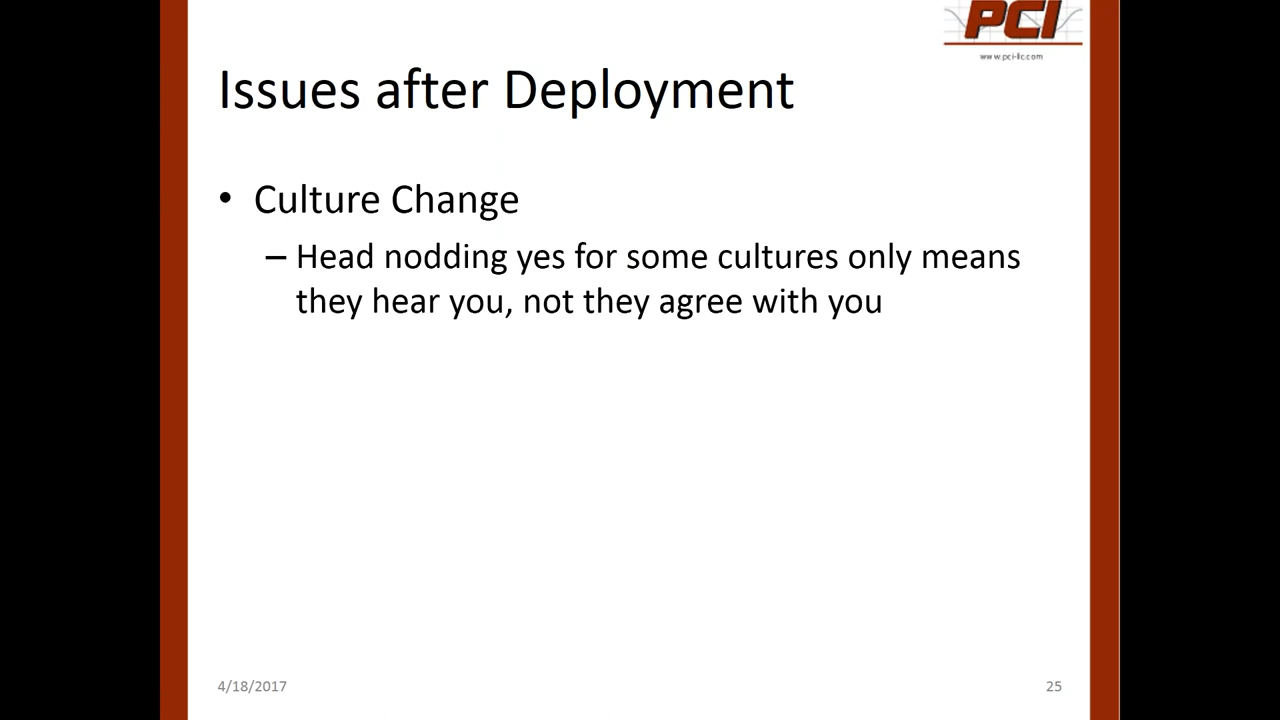 PCI
www.pci-llc.com
Issues after Deployment
• Culture Change
– Head nodding yes for some cultures only means
they hear you, not they agree with you
4/18/2017
25